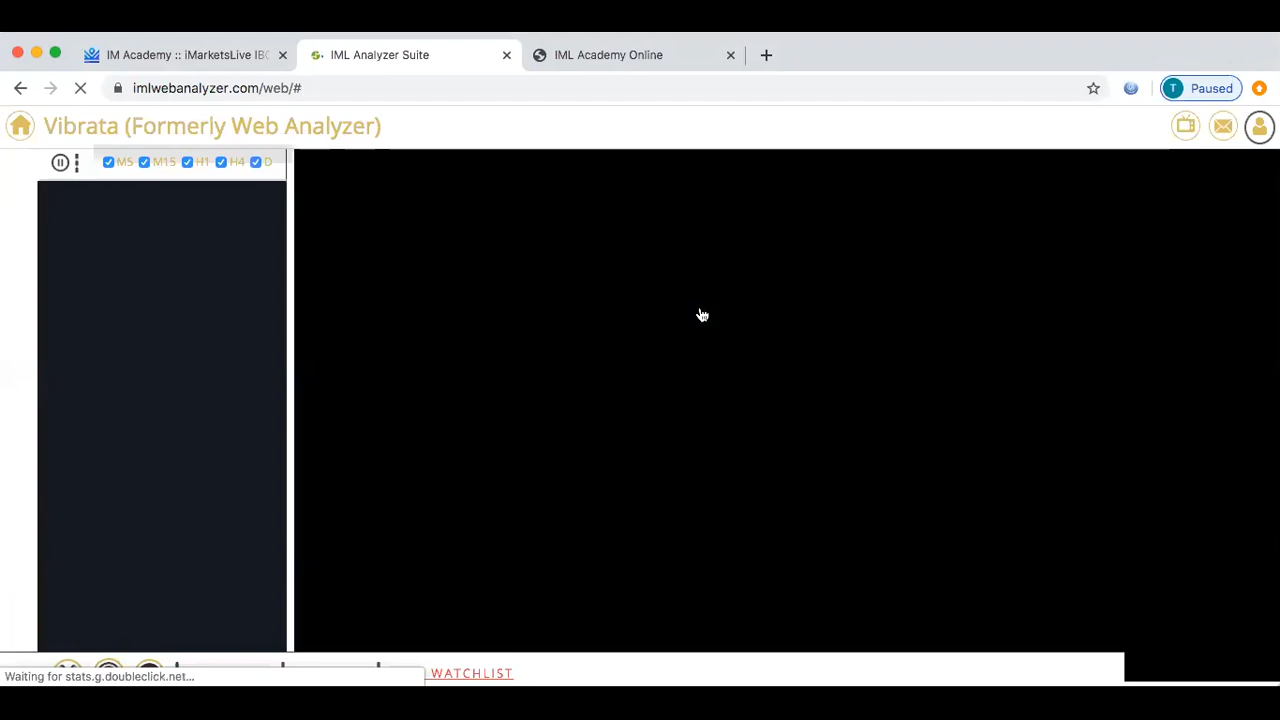 IM Academy :: iMarketsLive IBO
IML Analyzer Suite
IML Academy Online
imlwebanalyzer.com/web/#
T Paused
Vibrata (Formerly Web Analyzer)
M5 M15 H1 H4 D
WATCHLIST
Waiting for stats.g.doubleclick.net...